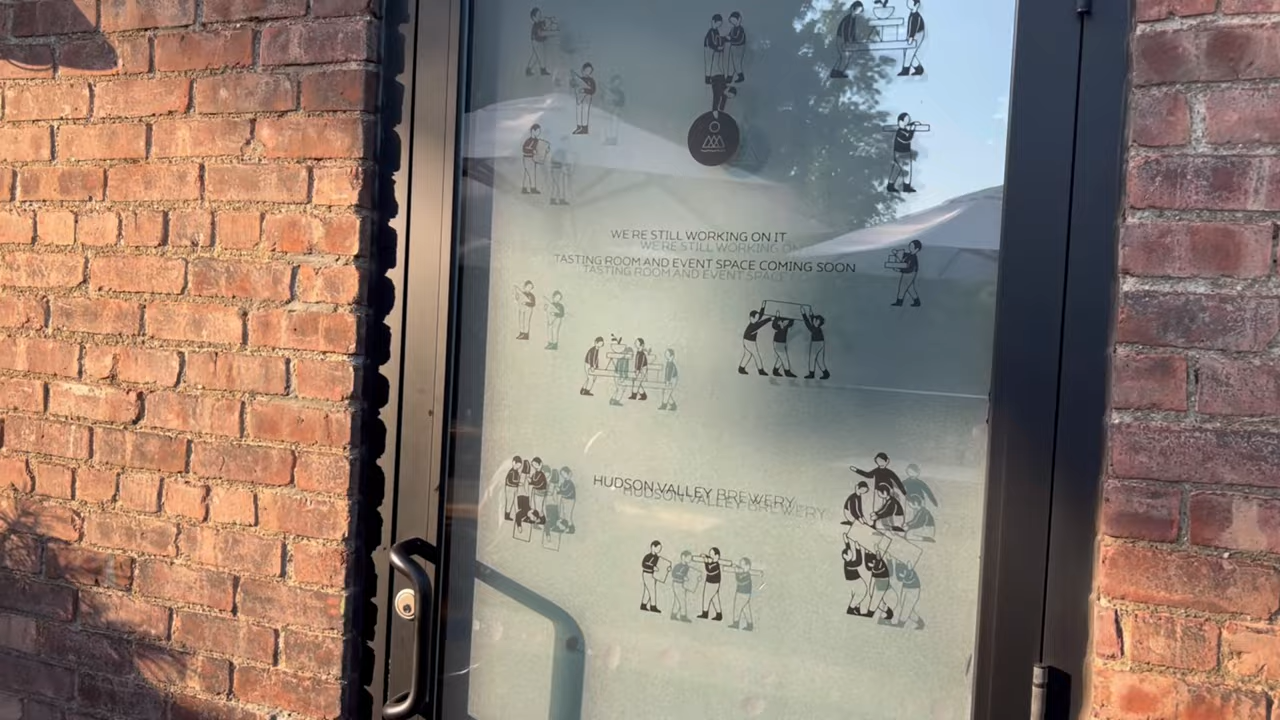 WE'RE STILL WORKING ON IT
TASTING ROOM AND EVENT SPACE COMING SOON
HUDSON VALLEY BREWERY